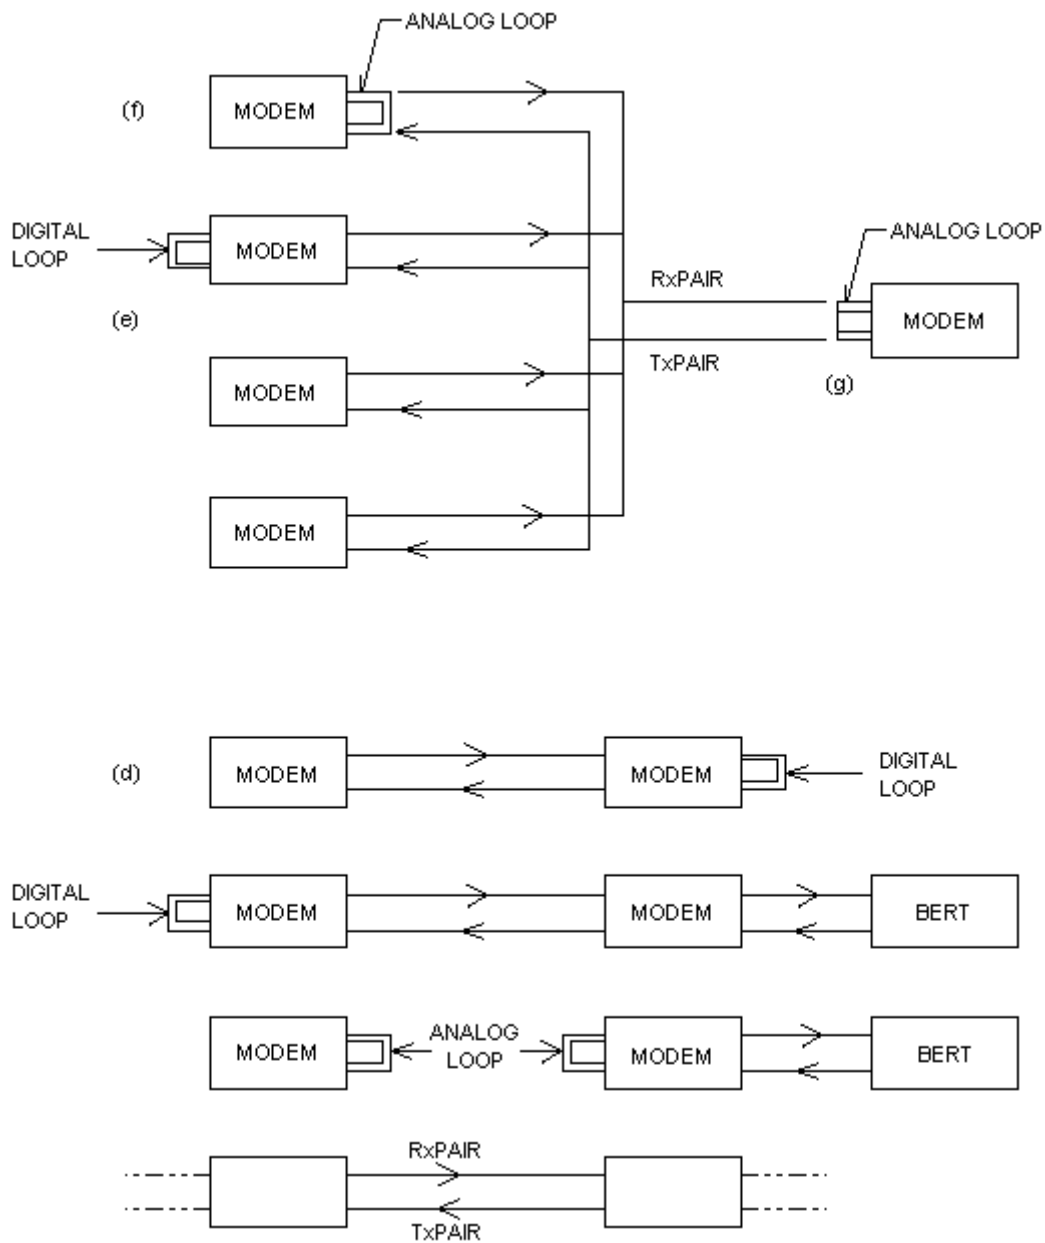 ANALOG LOOP
(f)
MODEM
DIGITAL
LOOP
MODEM
ANALOG LOOP
RxPAIR
MODEM
(e)
TxPAIR
(g)
MODEM
MODEM
(d)
MODEM
MODEM
DIGITAL
LOOP
DIGITAL
LOOP
MODEM
MODEM
BERT
MODEM
ANALOG
LOOP
MODEM
BERT
RxPAIR
TxPAIR